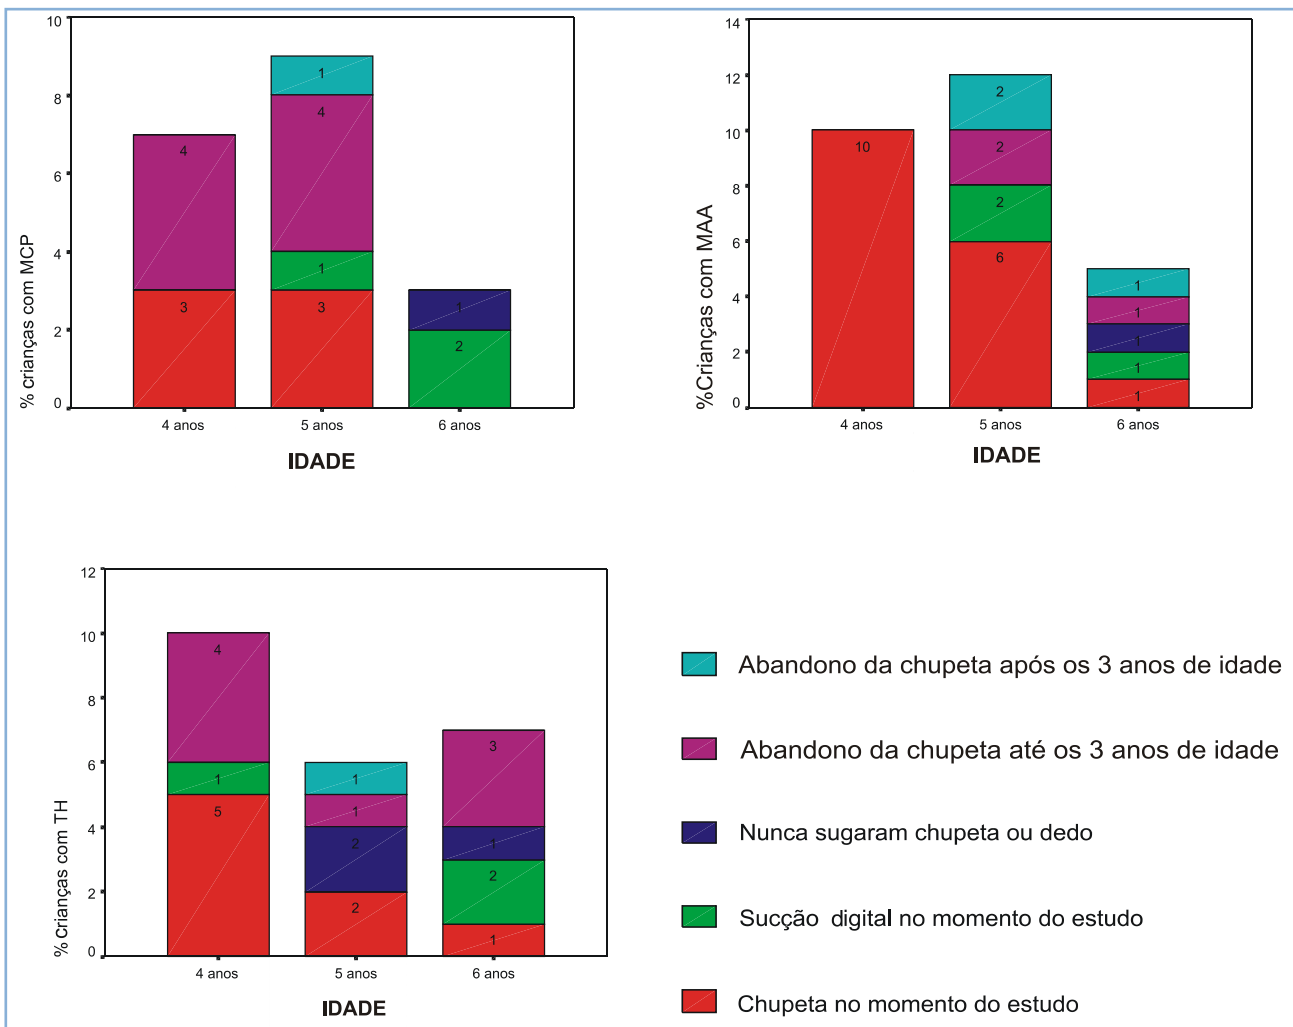 % crianças com MCP
10
8
6
4
2
0
4
3
1
4
1
3
1
2
4 anos
5 anos
6 anos
IDADE
%Crianças com MAA
14
12
10
8
6
4
2
0
10
2
2
2
6
1
1
1
1
1
4 anos
5 anos
6 anos
IDADE
% Crianças com TH
12
10
8
6
4
2
0
4
1
5
1
1
2
2
3
1
2
1
4 anos
5 anos
6 anos
IDADE
Abandono da chupeta após os 3 anos de idade
Abandono da chupeta até os 3 anos de idade
Nunca sugaram chupeta ou dedo
Sucção digital no momento do estudo
Chupeta no momento do estudo